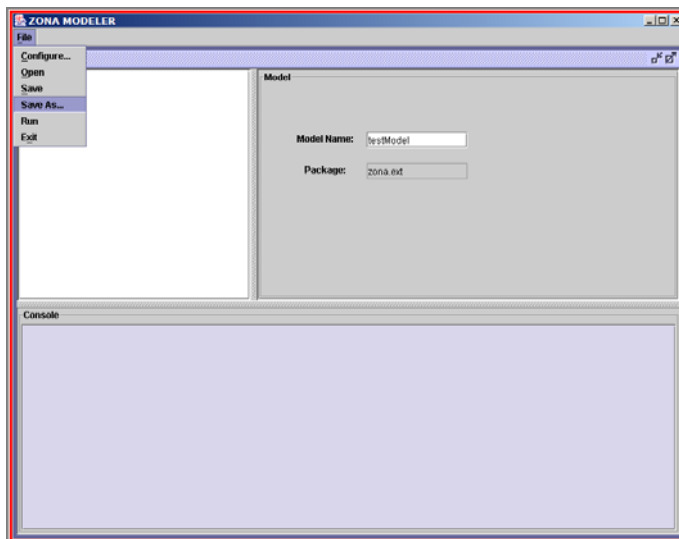 ZONA MODELER
File
Configure...
Open
Save
Save As...
Run
Exit
Model
Model Name: testModel
Package: zona.ext
Console